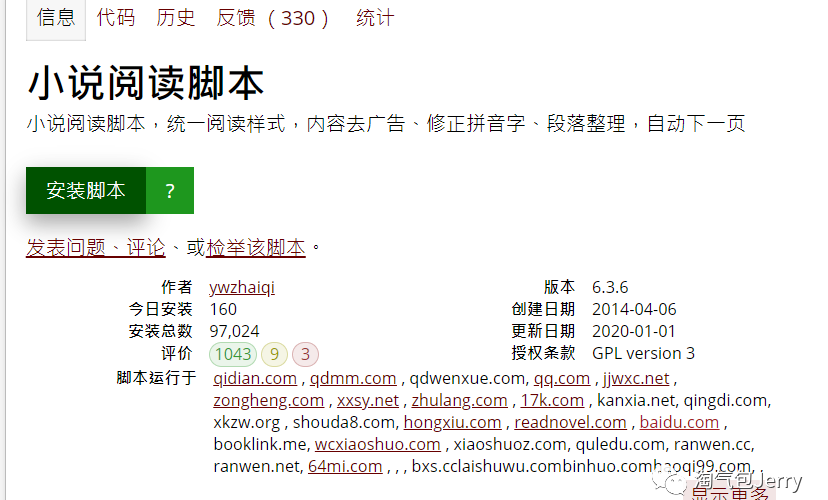 信息 代码 历史 反馈 （330） 统计
小说阅读脚本
小说阅读脚本，统一阅读样式，内容去广告、修正拼音字、段落整理，自动下一页
安装脚本 ?
发表问题、评论、或检举该脚本。
作者 ywzhaiqi 版本 6.3.6
今日安装 160 创建日期 2014-04-06
安装总数 97,024 更新日期 2020-01-01
评价 1043 9 3 授权条款 GPL version 3
脚本运行于 qidian.com , qdmm.com , qdwenxue.com, qq.com , jjwxc.net ,
zongheng.com , xxsy.net , zhulang.com , 17k.com , kanxia.net, qingdi.com,
xkzw.org , shouda8.com, hongxiu.com , readnovel.com , baidu.com ,
booklink.me, wcxiaoshuo.com , xiaoshuoz.com, quledu.com, ranwen.cc,
ranwen.net, 64mi.com , , , bxs.cclaishuwu.combinhuo.combaoqi99.com, .
淘气包Jerry
显示更多